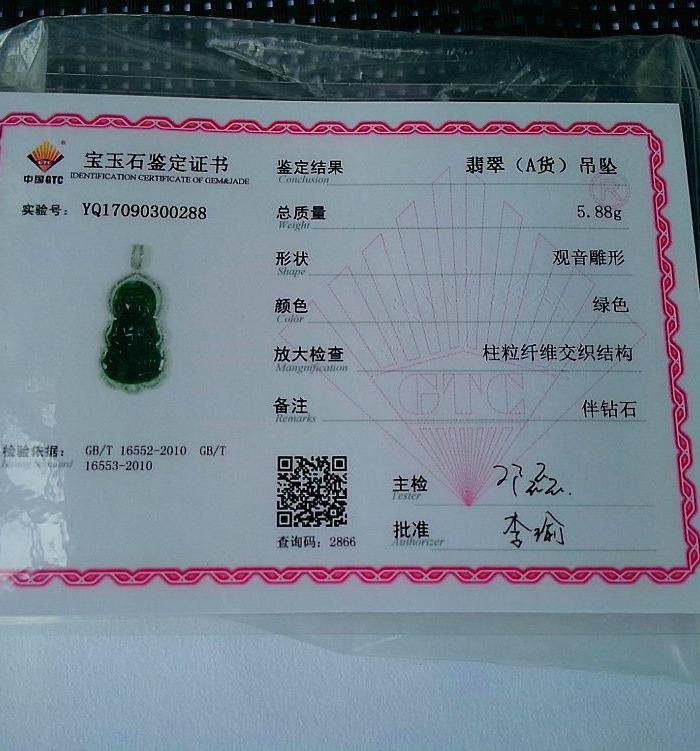 宝玉石鉴定证书
GTC
中国GTC
IDENTIFICATION CERTIFICATE OF GEM&JADE
实验号: YQ17090300288
检验依据: GB/T 16552-2010 GB/T
16553-2010
鉴定结果 翡翠（A货）吊坠
Conclusion
总质量 5.88g
Weight
形状 观音雕形
Shape
颜色 绿色
Color
放大检查 柱粒纤维交织结构
Mangnification
备注 伴钻石
Remarks
GTC
查询码: 2866
主检 邓磊
Tester
批准 李瑜
Authorizer